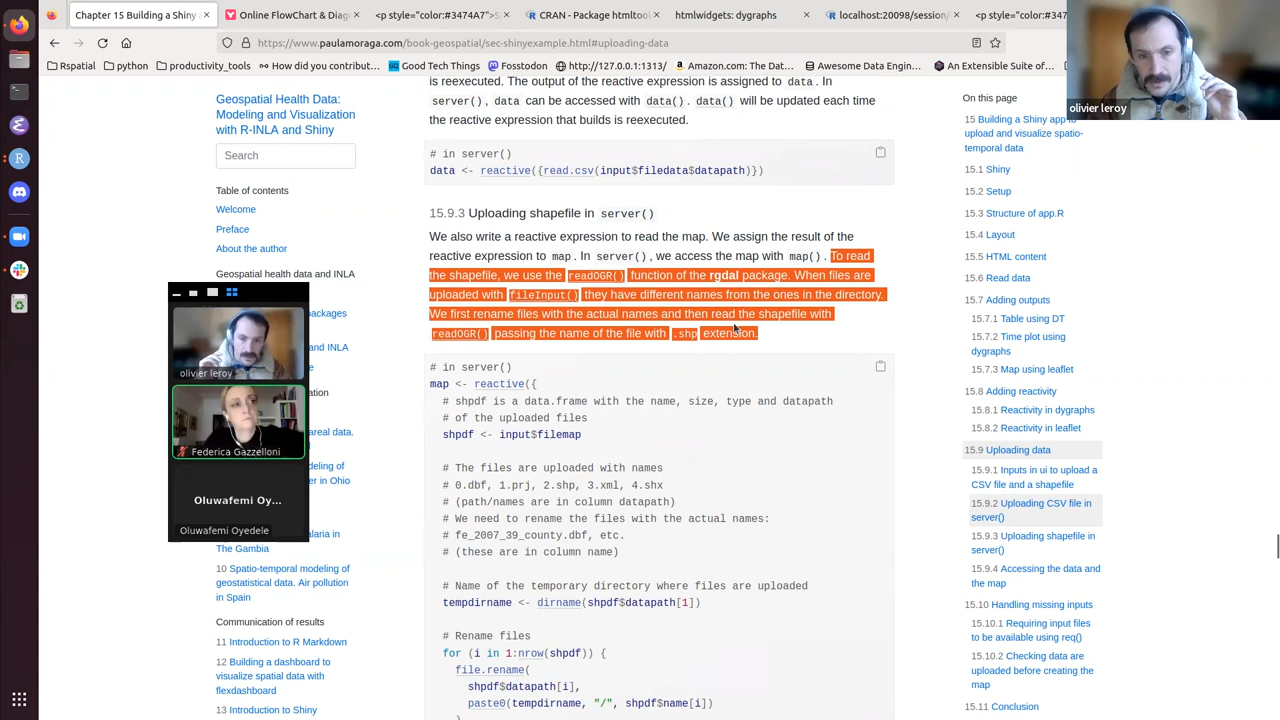 Chapter 15 Building a Shiny
Online FlowChart & Diag
<p style="color:#3474A7">S
CRAN - Package htmltoo
htmlwidgets: dygraphs
localhost:20098/session/
<p style="color:#34
https://www.paulamoraga.com/book-geospatial/sec-shinyexample.html#uploading-data
Rspatial
python
productivity_tools
How did you contribut...
Good Tech Things
Fosstodon
http://127.0.0.1:1313/
Amazon.com: The Dat...
Awesome Data Engin...
An Extensible Suite of...
olivier leroy
Geospatial Health Data:
Modeling and Visualization
with R-INLA and Shiny
Search
Table of contents
Welcome
Preface
About the author
Geospatial health data and INLA
packages
and INLA
ation
areal data.
eling of
er in Ohio
alaria in
The Gambia
10 Spatio-temporal modeling of
geostatistical data. Air pollution
in Spain
Communication of results
11 Introduction to R Markdown
12 Building a dashboard to
visualize spatial data with
flexdashboard
13 Introduction to Shiny
olivier leroy
Federica Gazzelloni
Oluwafemi Oy...
Oluwafemi Oyedele
is reexecuted. The output of the reactive expression is assigned to data. In
server(), data can be accessed with data(). data() will be updated each time
the reactive expression that builds is reexecuted.
# in server()
data <- reactive({read.csv(input$filedata$datapath)})
15.9.3 Uploading shapefile in server()
We also write a reactive expression to read the map. We assign the result of the
reactive expression to map. In server(), we access the map with map(). To read
the shapefile, we use the readOGR() function of the rgdal package. When files are
uploaded with fileInput() they have different names from the ones in the directory.
We first rename files with the actual names and then read the shapefile with
readOGR() passing the name of the file with .shp extension.
# in server()
map <- reactive({
# shpdf is a data.frame with the name, size, type and datapath
# of the uploaded files
shpdf <- input$filemap
# The files are uploaded with names
# 0.dbf, 1.prj, 2.shp, 3.xml, 4.shx
# (path/names are in column datapath)
# We need to rename the files with the actual names:
# fe_2007_39_county.dbf, etc.
# (these are in column name)
# Name of the temporary directory where files are uploaded
tempdirname <- dirname(shpdf$datapath[1])
# Rename files
for (i in 1:nrow(shpdf)) {
file.rename(
shpdf$datapath[i],
paste0(tempdirname, "/", shpdf$name[i])
)
On this page
15 Building a Shiny app to
upload and visualize spatio-
temporal data
15.1 Shiny
15.2 Setup
15.3 Structure of app.R
15.4 Layout
15.5 HTML content
15.6 Read data
15.7 Adding outputs
15.7.1 Table using DT
15.7.2 Time plot using
dygraphs
15.7.3 Map using leaflet
15.8 Adding reactivity
15.8.1 Reactivity in dygraphs
15.8.2 Reactivity in leaflet
15.9 Uploading data
15.9.1 Inputs in ui to upload a
CSV file and a shapefile
15.9.2 Uploading CSV file in
server()
15.9.3 Uploading shapefile in
server()
15.9.4 Accessing the data and
the map
15.10 Handling missing inputs
15.10.1 Requiring input files
to be available using req()
15.10.2 Checking data are
uploaded before creating the
map
15.11 Conclusion